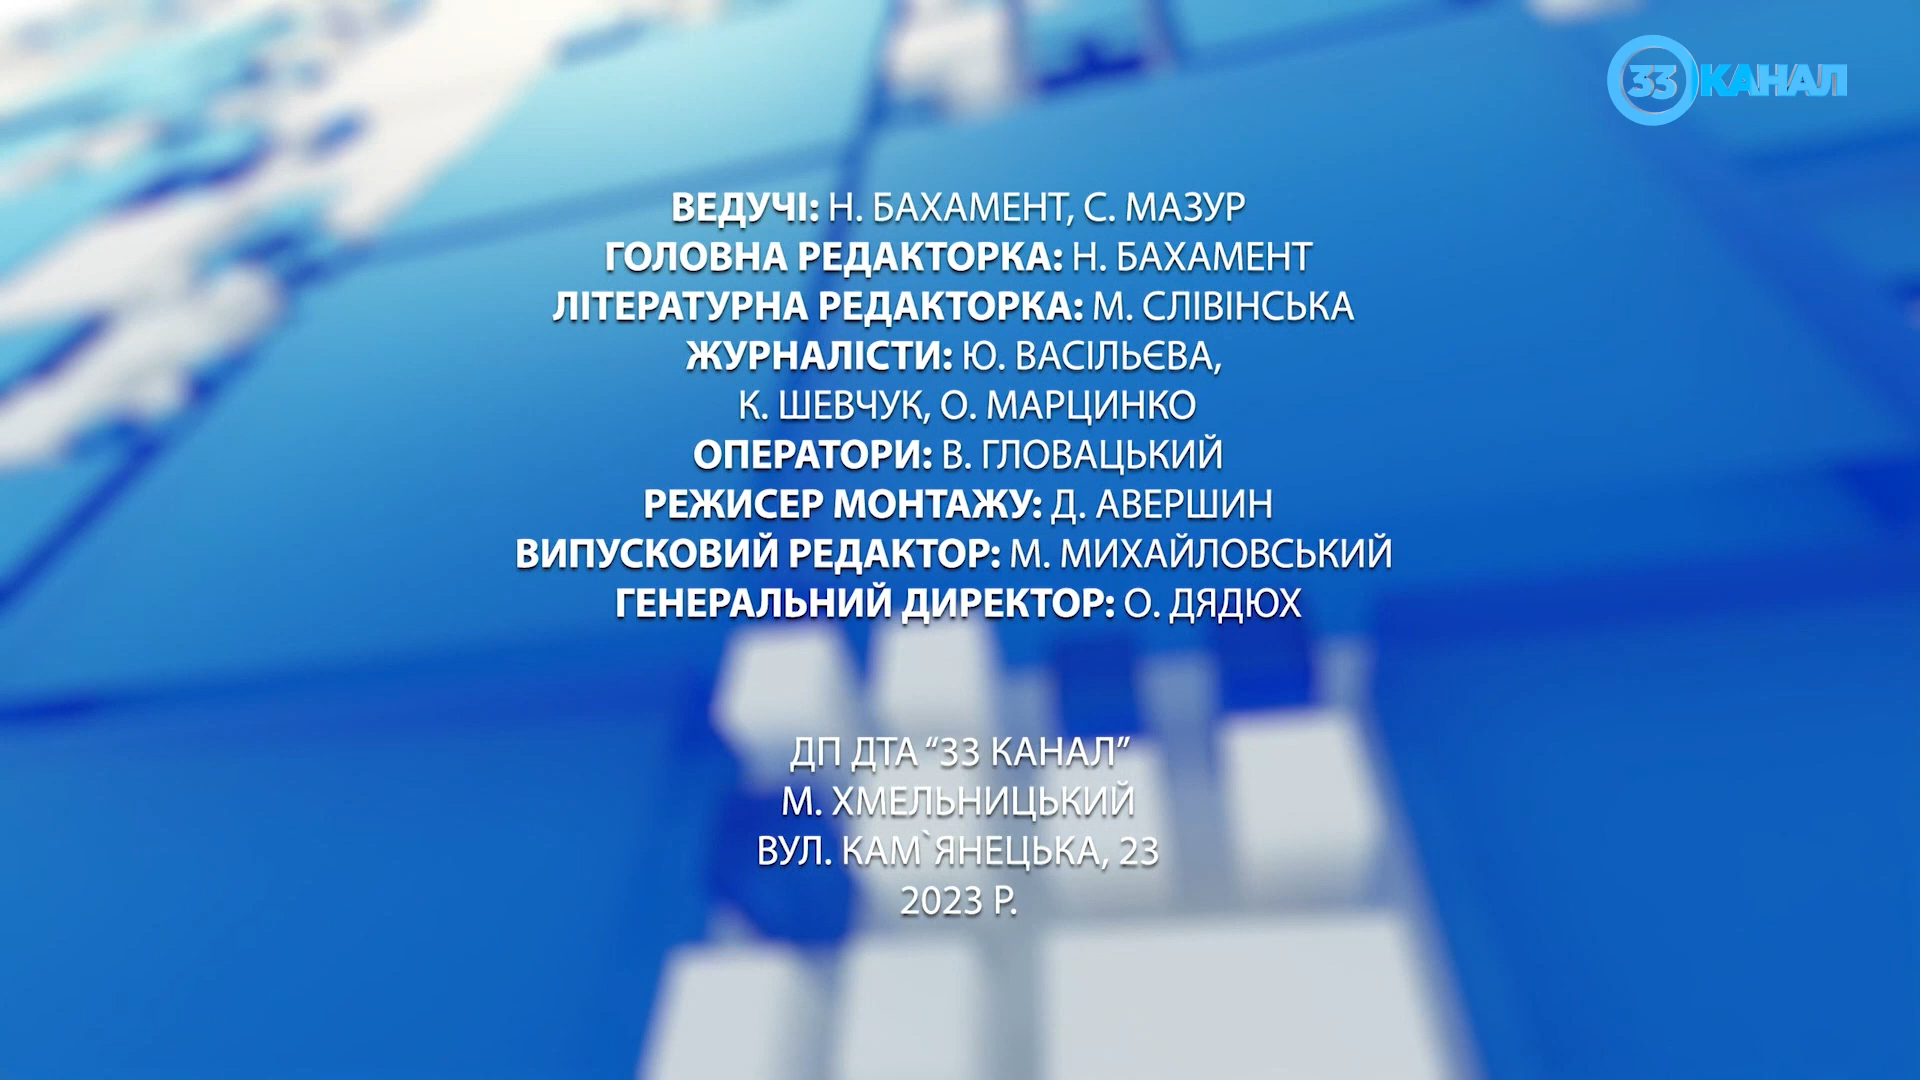 33 КАНАЛ
ВЕДУЧІ: Н. БАХАМЕНТ, С. МАЗУР
ГОЛОВНА РЕДАКТОРКА: Н. БАХАМЕНТ
ЛІТЕРАТУРНА РЕДАКТОРКА: М. СЛІВІНСЬКА
ЖУРНАЛІСТИ: Ю. ВАСІЛЬЄВА,
К. ШЕВЧУК, О. МАРЦИНКО
ОПЕРАТОРИ: В. ГЛОВАЦЬКИЙ
РЕЖИСЕР МОНТАЖУ: Д. АВЕРШИН
ВИПУСКОВИЙ РЕДАКТОР: М. МИХАЙЛОВСЬКИЙ
ГЕНЕРАЛЬНИЙ ДИРЕКТОР: О. ДЯДЮХ
ДП ДТА “33 КАНАЛ”
М. ХМЕЛЬНИЦЬКИЙ
ВУЛ. КАМ`ЯНЕЦЬКА, 23
2023 Р.